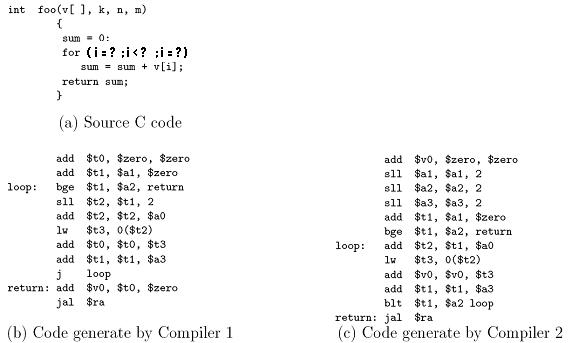 int foo(v[ ], k, n, m)
{
sum = 0:
for (i=? ;i<? ;i=?)
sum = sum + v[i];
return sum;
}
(a) Source C code
add $t0, $zero, $zero
add $t1, $a1, $zero
loop: bge $t1, $a2, return
sll $t2, $t1, 2
add $t2, $t2, $a0
lw $t3, 0($t2)
add $t0, $t0, $t3
add $t1, $t1, $a3
j loop
return: add $v0, $t0, $zero
jal $ra
(b) Code generate by Compiler 1
add $v0, $zero, $zero
sll $a1, $a1, 2
sll $a2, $a2, 2
sll $a3, $a3, 2
add $t1, $a1, $zero
bge $t1, $a2, return
loop: add $t2, $t1, $a0
lw $t3, 0($t2)
add $v0, $v0, $t3
add $t1, $t1, $a3
blt $t1, $a2 loop
return: jal $ra
(c) Code generate by Compiler 2